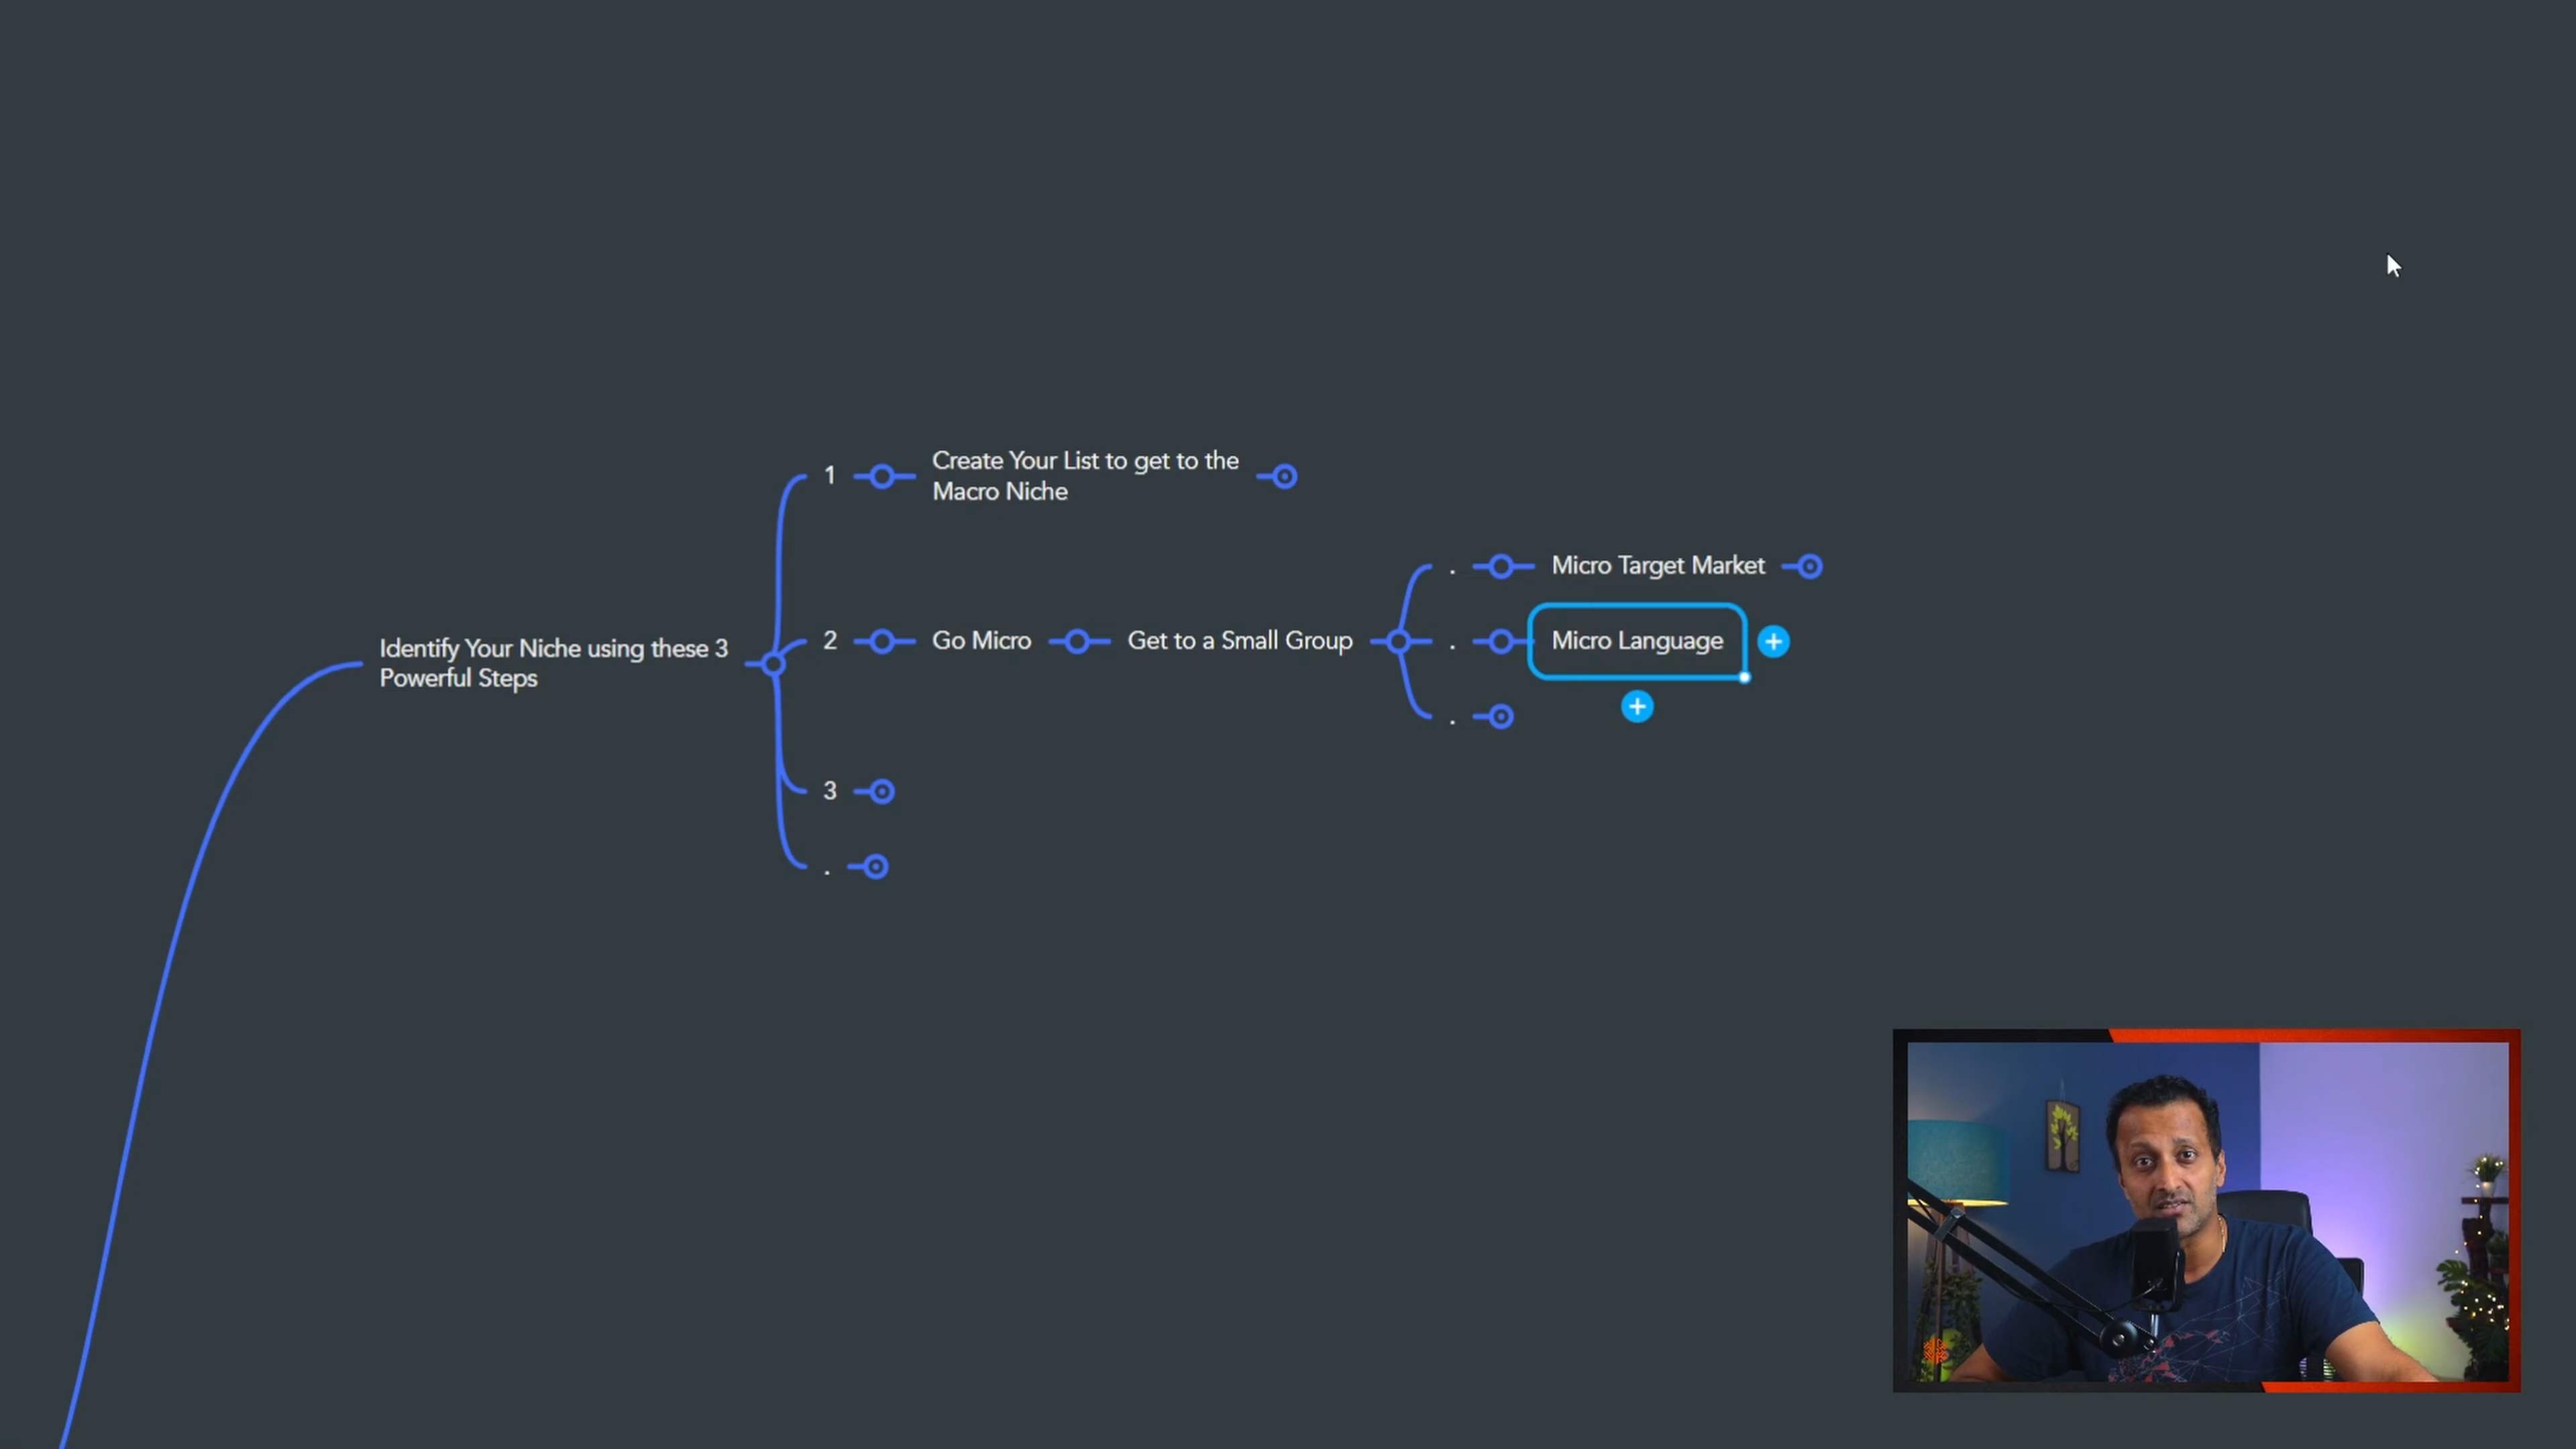 1
Create Your List to get to the
Macro Niche
. Micro Target Market
Identify Your Niche using these 3
Powerful Steps
2 Go Micro Get to a Small Group . Micro Language
.
3
.